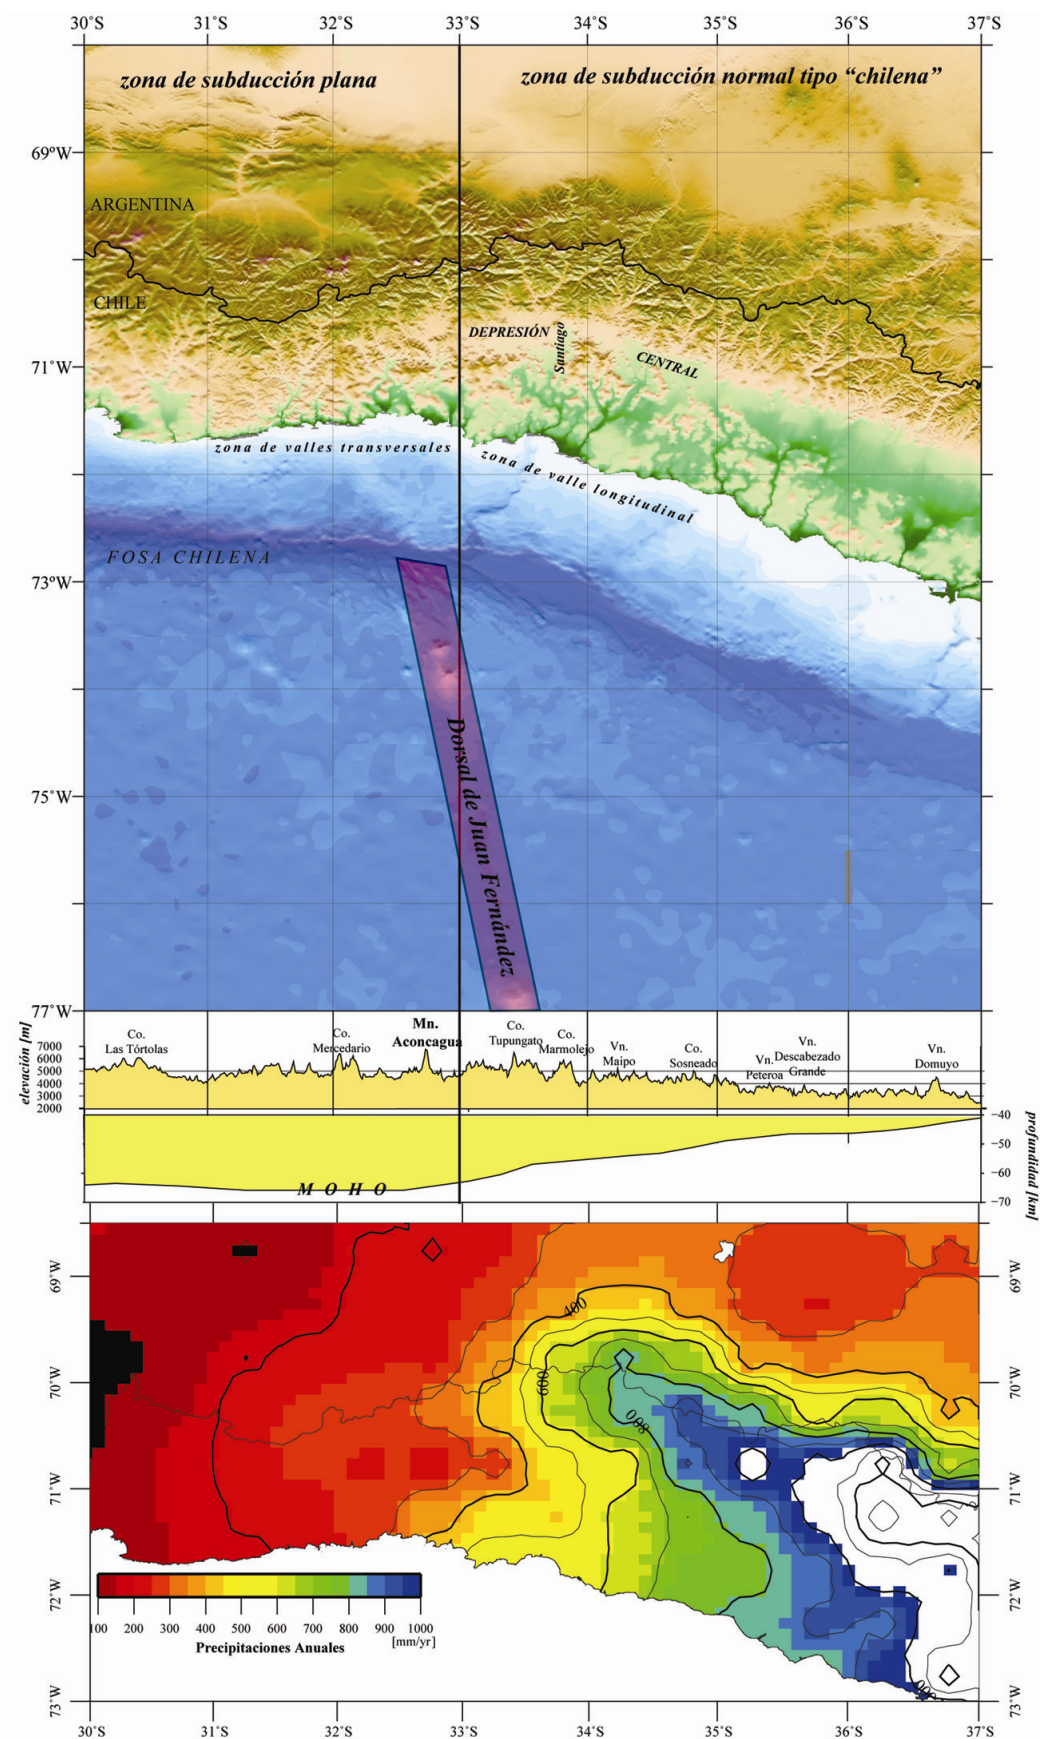 30°S 31°S 32°S 33°S 34°S 35°S 36°S 37°S
zona de subducción plana
zona de subducción normal tipo “chilena”
69°W
ARGENTINA
CHILE
DEPRESIÓN
Santiago
CENTRAL
71°W
zona de valles transversales
zona de valle longitudinal
FOSA CHILENA
73°W
Dorsal de Juan Fernández
75°W
77°W
elevación [m]
7000
6000
5000
4000
3000
2000
Co.
Las Tórtolas
Co.
Mercedario
Mn.
Aconcagua
Co.
Tupungato
Co.
Marmolejo
Vn.
Maipo
Co.
Sosneado
Vn.
Peteroa
Vn.
Descabezado
Grande
Vn.
Domuyo
−40
−50
−60
−70
profundidad [km]
M O H O
69°W
70°W
71°W
72°W
73°W
400
600
800
69°W
70°W
71°W
72°W
73°W
100 200 300 400 500 600 700 800 900 1000
Precipitaciones Anuales
[mm/yr]
30°S 31°S 32°S 33°S 34°S 35°S 36°S 37°S